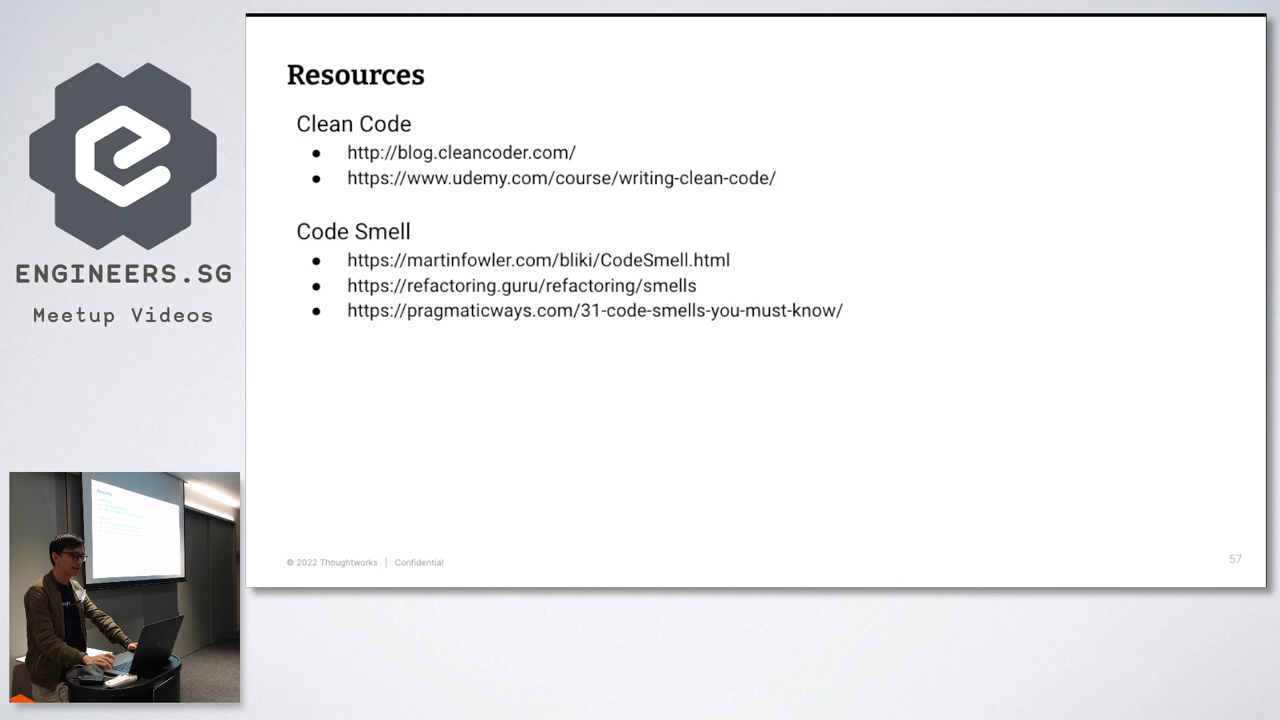 ENGINEERS.SG
Meetup Videos
Resources
Clean Code
● http://blog.cleancoder.com/
● https://www.udemy.com/course/writing-clean-code/
Code Smell
● https://martinfowler.com/bliki/CodeSmell.html
● https://refactoring.guru/refactoring/smells
● https://pragmaticways.com/31-code-smells-you-must-know/
© 2022 Thoughtworks | Confidential
57